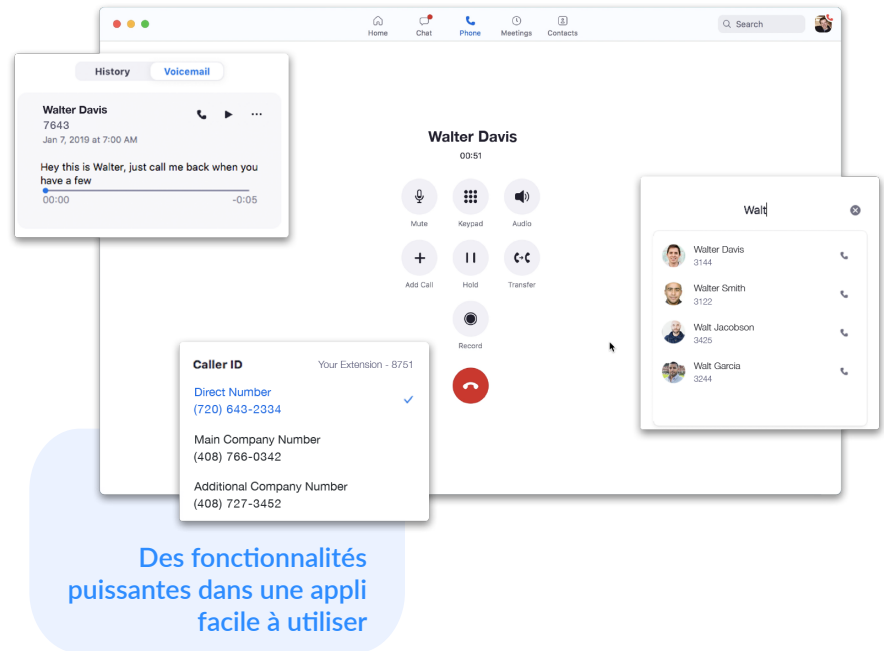 Home Chat Phone Meetings Contacts Search
History Voicemail
Walter Davis
7643
Jan 7, 2019 at 7:00 AM
Hey this is Walter, just call me back when you
have a few
00:00 -0:05
Walter Davis
00:51
Mute Keypad Audio
Add Call Hold Transfer
Record
Walt
Walter Davis
3144
Walter Smith
3122
Walt Jacobson
3425
Walt Garcia
3244
Caller ID Your Extension - 8751
Direct Number
(720) 643-2334
Main Company Number
(408) 766-0342
Additional Company Number
(408) 727-3452
Des fonctionnalités
puissantes dans une appli
facile à utiliser